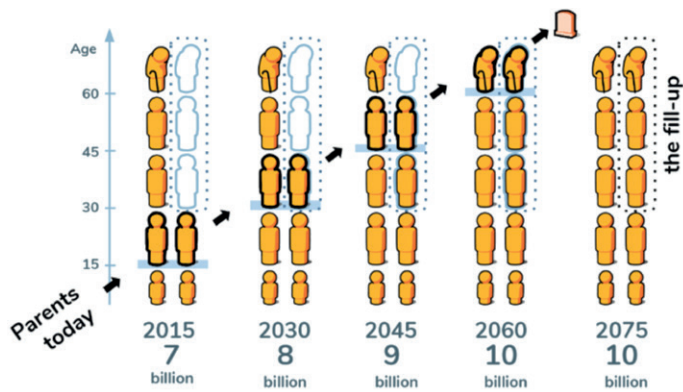 Age
60
45
30
15
Parents
today
2015
7
billion
2030
8
billion
2045
9
billion
2060
10
billion
2075
10
billion
the fill-up